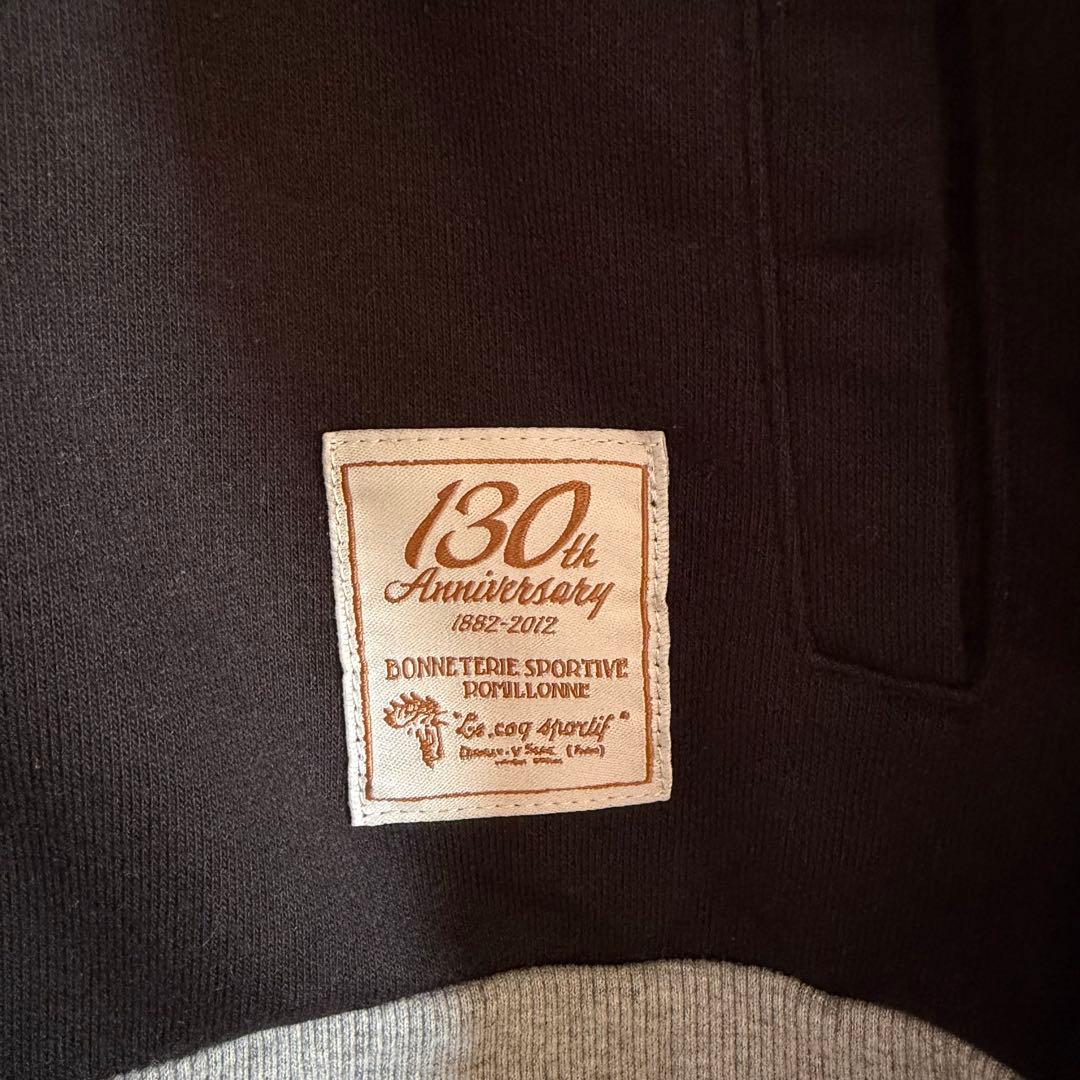 130th
Anniversary
1882-2012
BONNETERIE SPORTIVE
ROMILLONNE
"Le coq sportif"